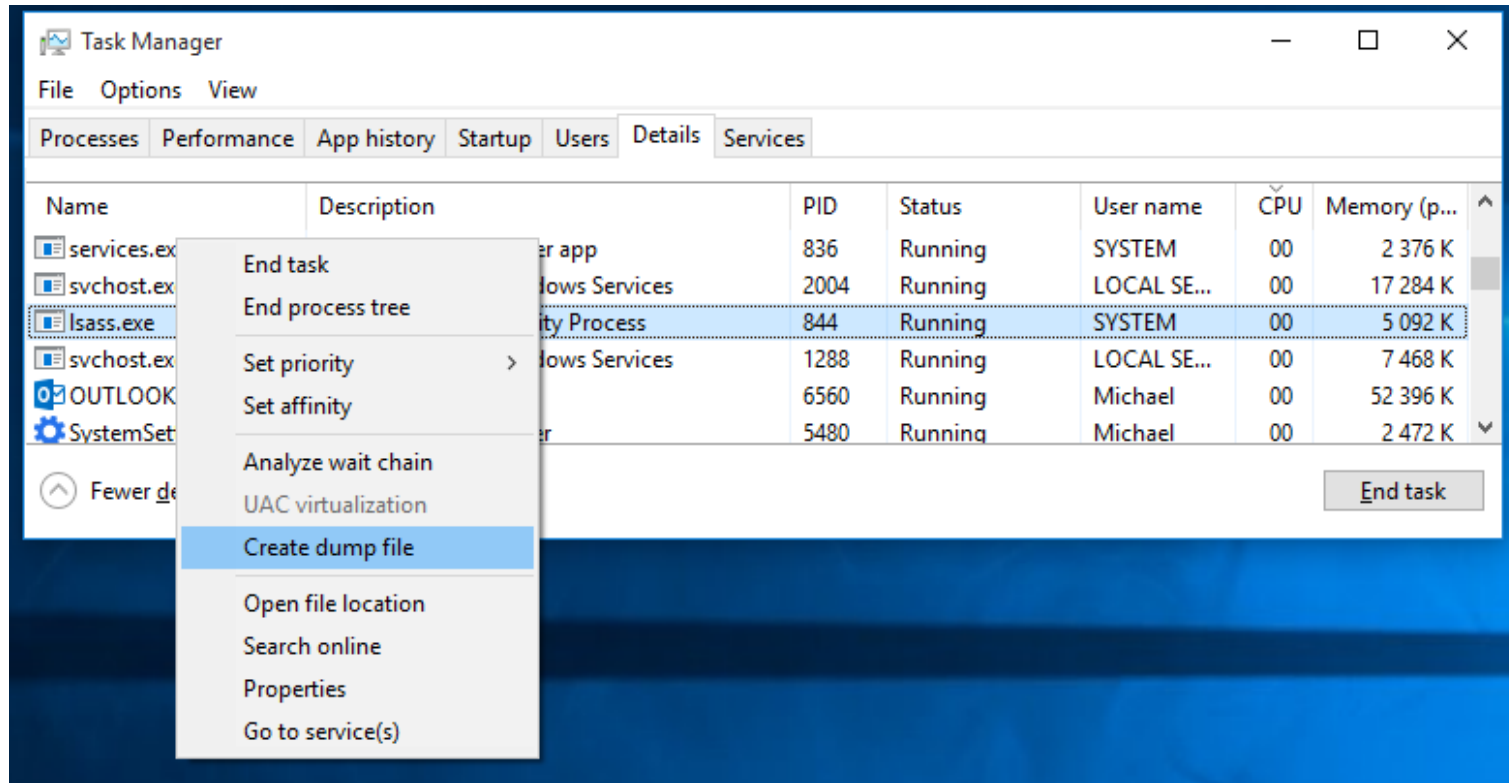 Task Manager
File Options View
Processes Performance App history Startup Users Details Services
Name Description PID Status User name CPU Memory (p...
services.ex er app 836 Running SYSTEM 00 2 376 K
svchost.ex dows Services 2004 Running LOCAL SE... 00 17 284 K
lsass.exe ity Process 844 Running SYSTEM 00 5 092 K
svchost.ex dows Services 1288 Running LOCAL SE... 00 7 468 K
OUTLOOK 6560 Running Michael 00 52 396 K
SystemSet er 5480 Running Michael 00 2 472 K
Fewer de
End task
End task
End process tree
Set priority
Set affinity
Analyze wait chain
UAC virtualization
Create dump file
Open file location
Search online
Properties
Go to service(s)